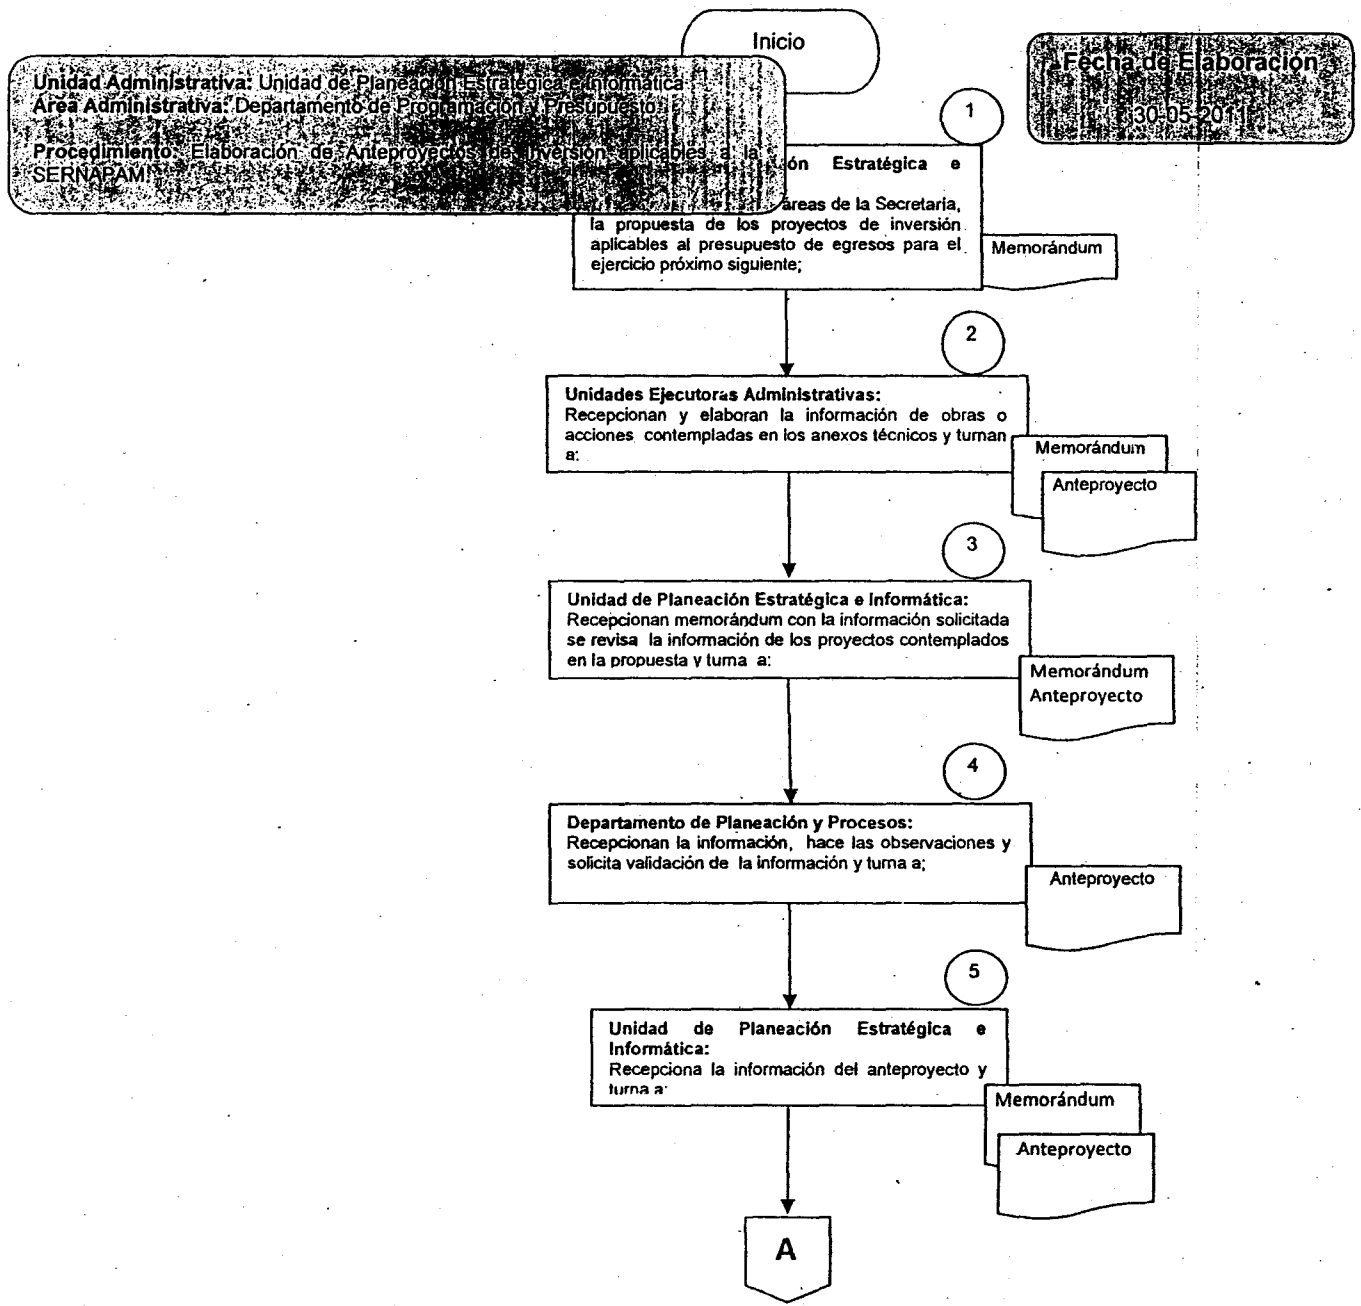 Inicio
Fecha de Elaboración
30-05-2011
Unidad Administrativa: Unidad de Planeación Estratégica e Informática
Área Administrativa: Departamento de Programación y Presupuesto.
Procedimiento: Elaboración de Anteproyectos de Inversión aplicables a la
SERNAPAM
1
ón Estratégica e
áreas de la Secretaria,
la propuesta de los proyectos de inversión
aplicables al presupuesto de egresos para el
ejercicio próximo siguiente;
Memorándum
2
Unidades Ejecutoras Administrativas:
Recepcionan y elaboran la información de obras o
acciones contempladas en los anexos técnicos y turnan
a:
Memorándum
Anteproyecto
3
Unidad de Planeación Estratégica e Informática:
Recepcionan memorándum con la información solicitada
se revisa la información de los proyectos contemplados
en la propuesta y turna a:
Memorándum
Anteproyecto
4
Departamento de Planeación y Procesos:
Recepcionan la información, hace las observaciones y
solicita validación de la información y turna a;
Anteproyecto
5
Unidad de Planeación Estratégica e
Informática:
Recepciona la información del anteproyecto y
turna a:
Memorándum
Anteproyecto
A